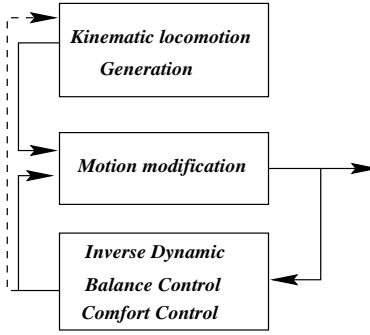 Kinematic locomotion
Generation
Motion modification
Inverse Dynamic
Balance Control
Comfort Control